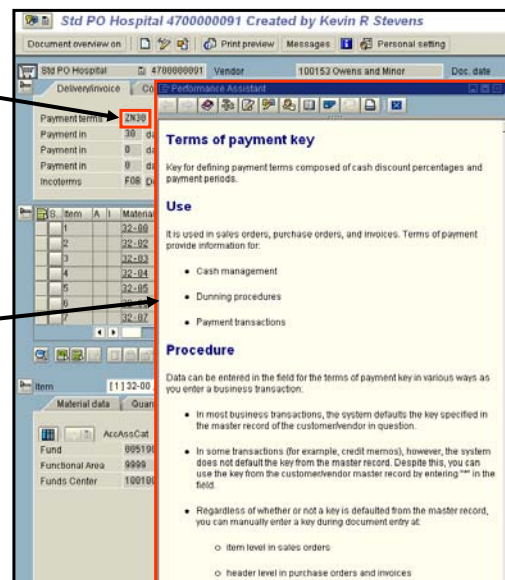 Std PO Hospital 4700000091 Created by Kevin R Stevens
Document overview on Print preview Messages Personal setting
Std PO Hospital 4700000091 Vendor 100153 Owens and Minor Doc. date
Delivery/invoice Co
Payment terms ZN30
Payment in 30 da
Payment in 0 da
Payment in 0 da
Incoterms FOB De
S.. Item A I Material
1 32-00
2 32-02
3 32-03
4 32-04
5 32-05
6
7 32-07
Item [ 1 ] 32-00
Material data Quan
AccAssCat
Fund
Functional Area 9999
Funds Center 100100
Performance Assistant
Terms of payment key
Key for defining payment terms composed of cash discount percentages and
payment periods.
Use
It is used in sales orders, purchase orders, and invoices. Terms of payment
provide information for:
• Cash management
• Dunning procedures
• Payment transactions
Procedure
Data can be entered in the field for the terms of payment key in various ways as
you enter a business transaction:
• In most business transactions, the system defaults the key specified in
the master record of the customer/vendor in question.
• In some transactions (for example, credit memos), however, the system
does not default the key from the master record. Despite this, you can
use the key from the customer/vendor master record by entering "*" in the
field.
• Regardless of whether or not a key is defaulted from the master record,
you can manually enter a key during document entry at:
o item level in sales orders
o header level in purchase orders and invoices